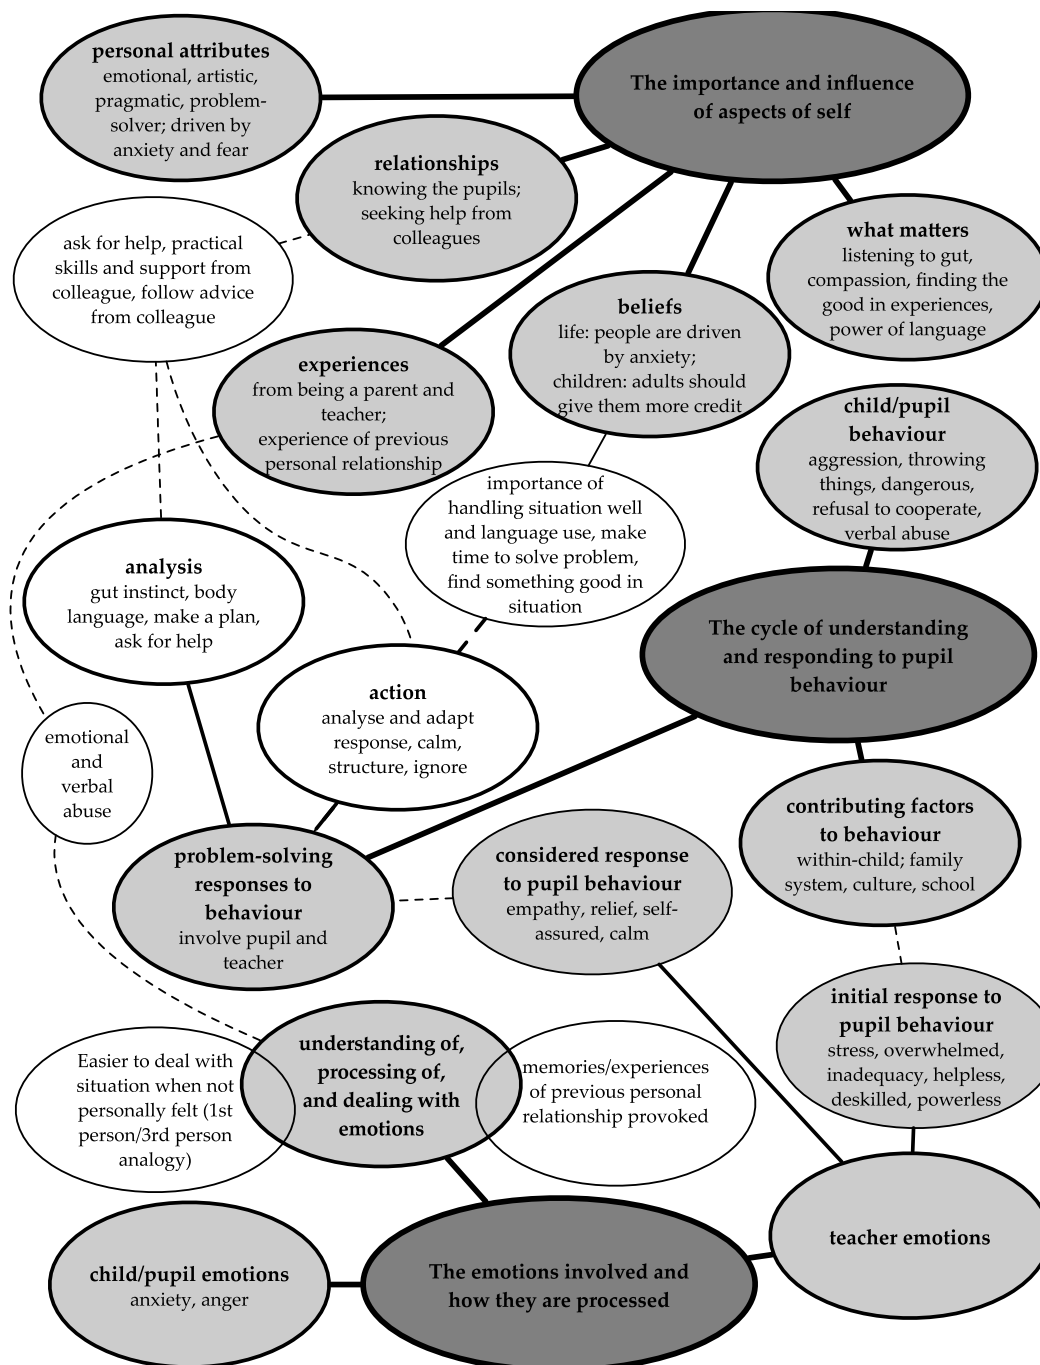 personal attributes
emotional, artistic,
pragmatic, problem-
solver; driven by
anxiety and fear
The importance and influence
of aspects of self
relationships
knowing the pupils;
seeking help from
colleagues
ask for help, practical
skills and support from
colleague, follow advice
from colleague
what matters
listening to gut,
compassion, finding the
good in experiences,
power of language
beliefs
life: people are driven
by anxiety;
children: adults should
give them more credit
experiences
from being a parent and
teacher;
experience of previous
personal relationship
child/pupil
behaviour
aggression, throwing
things, dangerous,
refusal to cooperate,
verbal abuse
importance of
handling situation well
and language use, make
time to solve problem,
find something good in
situation
analysis
gut instinct, body
language, make a plan,
ask for help
The cycle of understanding
and responding to pupil
behaviour
action
analyse and adapt
response, calm,
structure, ignore
emotional
and
verbal
abuse
contributing factors
to behaviour
within-child; family
system, culture, school
problem-solving
responses to
behaviour
involve pupil and
teacher
considered response
to pupil behaviour
empathy, relief, self-
assured, calm
initial response to
pupil behaviour
stress, overwhelmed,
inadequacy, helpless,
deskilled, powerless
understanding of,
processing of,
and dealing with
emotions
Easier to deal with
situation when not
personally felt (1st
person/3rd person
analogy)
memories/experiences
of previous personal
relationship provoked
teacher emotions
child/pupil emotions
anxiety, anger
The emotions involved and
how they are processed